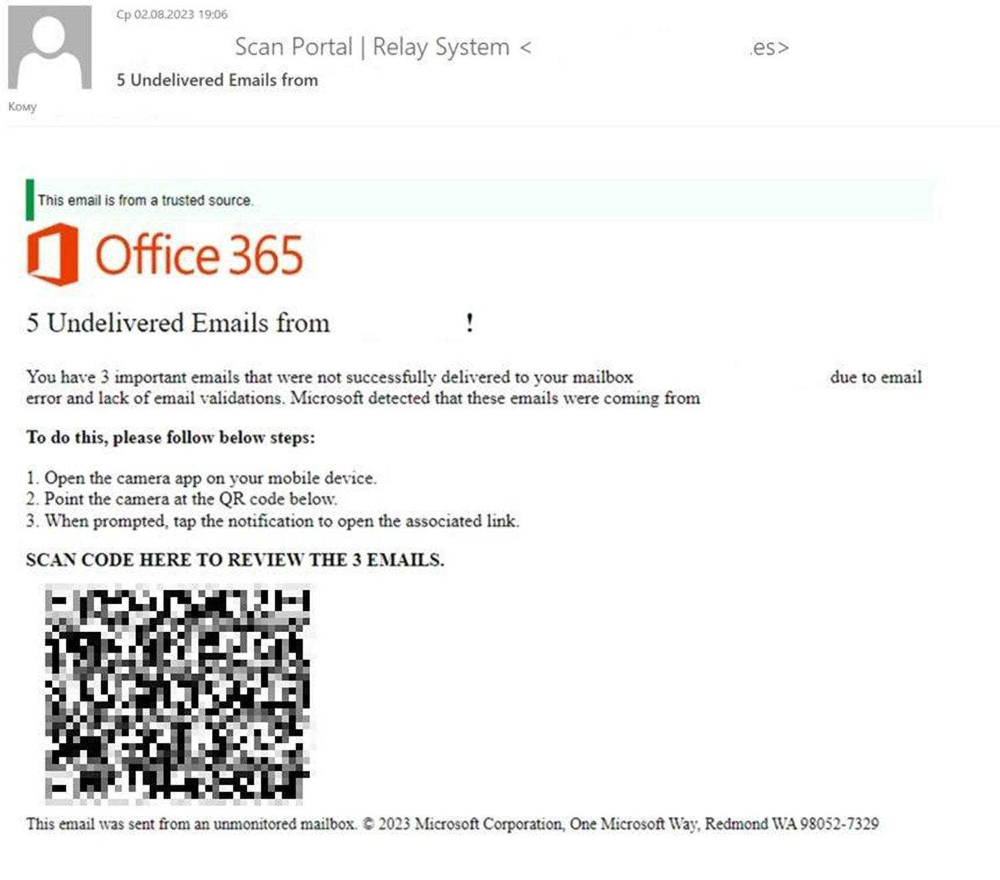 Ср 02.08.2023 19:06
Scan Portal | Relay System < .es>
5 Undelivered Emails from
Кому
This email is from a trusted source.
Office 365
5 Undelivered Emails from !
You have 3 important emails that were not successfully delivered to your mailbox due to email
error and lack of email validations. Microsoft detected that these emails were coming from
To do this, please follow below steps:
1. Open the camera app on your mobile device.
2. Point the camera at the QR code below.
3. When prompted, tap the notification to open the associated link.
SCAN CODE HERE TO REVIEW THE 3 EMAILS.
This email was sent from an unmonitored mailbox. © 2023 Microsoft Corporation, One Microsoft Way, Redmond WA 98052-7329